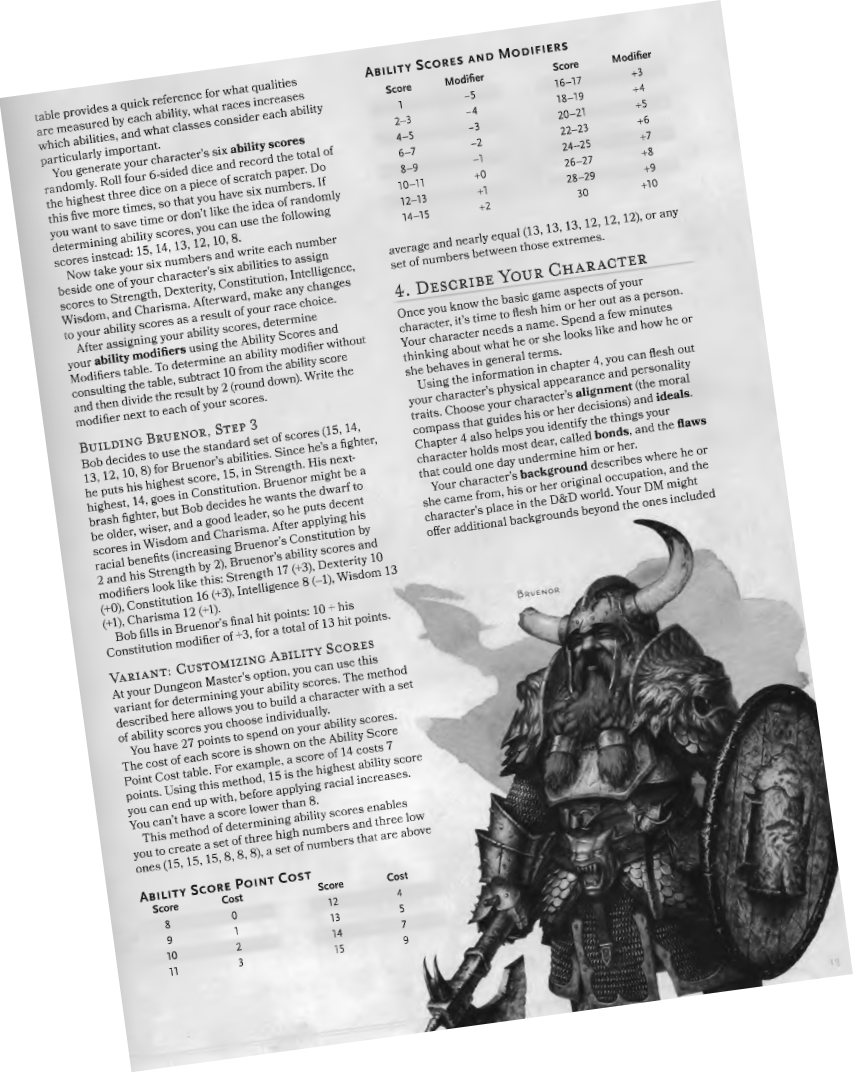 table provides a quick reference for what qualities
are measured by each ability, what races increases
which abilities, and what classes consider each ability
particularly important.
You generate your character's six ability scores
randomly. Roll four 6-sided dice and record the total of
the highest three dice on a piece of scratch paper. Do
this five more times, so that you have six numbers. If
you want to save time or don't like the idea of randomly
determining ability scores, you can use the following
scores instead: 15, 14, 13, 12, 10, 8.
Now take your six numbers and write each number
beside one of your character's six abilities to assign
scores to Strength, Dexterity, Constitution, Intelligence,
Wisdom, and Charisma. Afterward, make any changes
to your ability scores as a result of your race choice.
After assigning your ability scores, determine
your ability modifiers using the Ability Scores and
Modifiers table. To determine an ability modifier without
consulting the table, subtract 10 from the ability score
and then divide the result by 2 (round down). Write the
modifier next to each of your scores.
BUILDING BRUENOR, STEP 3
Bob decides to use the standard set of scores (15, 14,
13, 12, 10, 8) for Bruenor's abilities. Since he's a fighter,
he puts his highest score, 15, in Strength. His next-
highest, 14, goes in Constitution. Bruenor might be a
brash fighter, but Bob decides he wants the dwarf to
be older, wiser, and a good leader, so he puts decent
scores in Wisdom and Charisma. After applying his
racial benefits (increasing Bruenor's Constitution by
2 and his Strength by 2), Bruenor's ability scores and
modifiers look like this: Strength 17 (+3), Dexterity 10
(+0), Constitution 16 (+3), Intelligence 8 (–1), Wisdom 13
(+1), Charisma 12 (+1).
Bob fills in Bruenor's final hit points: 10 + his
Constitution modifier of +3, for a total of 13 hit points.
VARIANT: CUSTOMIZING ABILITY SCORES
At your Dungeon Master's option, you can use this
variant for determining your ability scores. The method
described here allows you to build a character with a set
of ability scores you choose individually.
You have 27 points to spend on your ability scores.
The cost of each score is shown on the Ability Score
Point Cost table. For example, a score of 14 costs 7
points. Using this method, 15 is the highest ability score
you can end up with, before applying racial increases.
You can't have a score lower than 8.
This method of determining ability scores enables
you to create a set of three high numbers and three low
ones (15, 15, 15, 8, 8, 8), a set of numbers that are above
ABILITY SCORE POINT COST
Score Cost Score Cost
8 0 12 4
9 1 13 5
10 2 14 7
11 3 15 9
ABILITY SCORES AND MODIFIERS
Score Modifier Score Modifier
1 –5 16–17 +3
2–3 –4 18–19 +4
4–5 –3 20–21 +5
6–7 –2 22–23 +6
8–9 –1 24–25 +7
10–11 +0 26–27 +8
12–13 +1 28–29 +9
14–15 +2 30 +10
average and nearly equal (13, 13, 13, 12, 12, 12), or any
set of numbers between those extremes.
4. DESCRIBE YOUR CHARACTER
Once you know the basic game aspects of your
character, it's time to flesh him or her out as a person.
Your character needs a name. Spend a few minutes
thinking about what he or she looks like and how he or
she behaves in general terms.
Using the information in chapter 4, you can flesh out
your character's physical appearance and personality
traits. Choose your character's alignment (the moral
compass that guides his or her decisions) and ideals.
Chapter 4 also helps you identify the things your
character holds most dear, called bonds, and the flaws
that could one day undermine him or her.
Your character's background describes where he or
she came from, his or her original occupation, and the
character's place in the D&D world. Your DM might
offer additional backgrounds beyond the ones included
BRUENOR